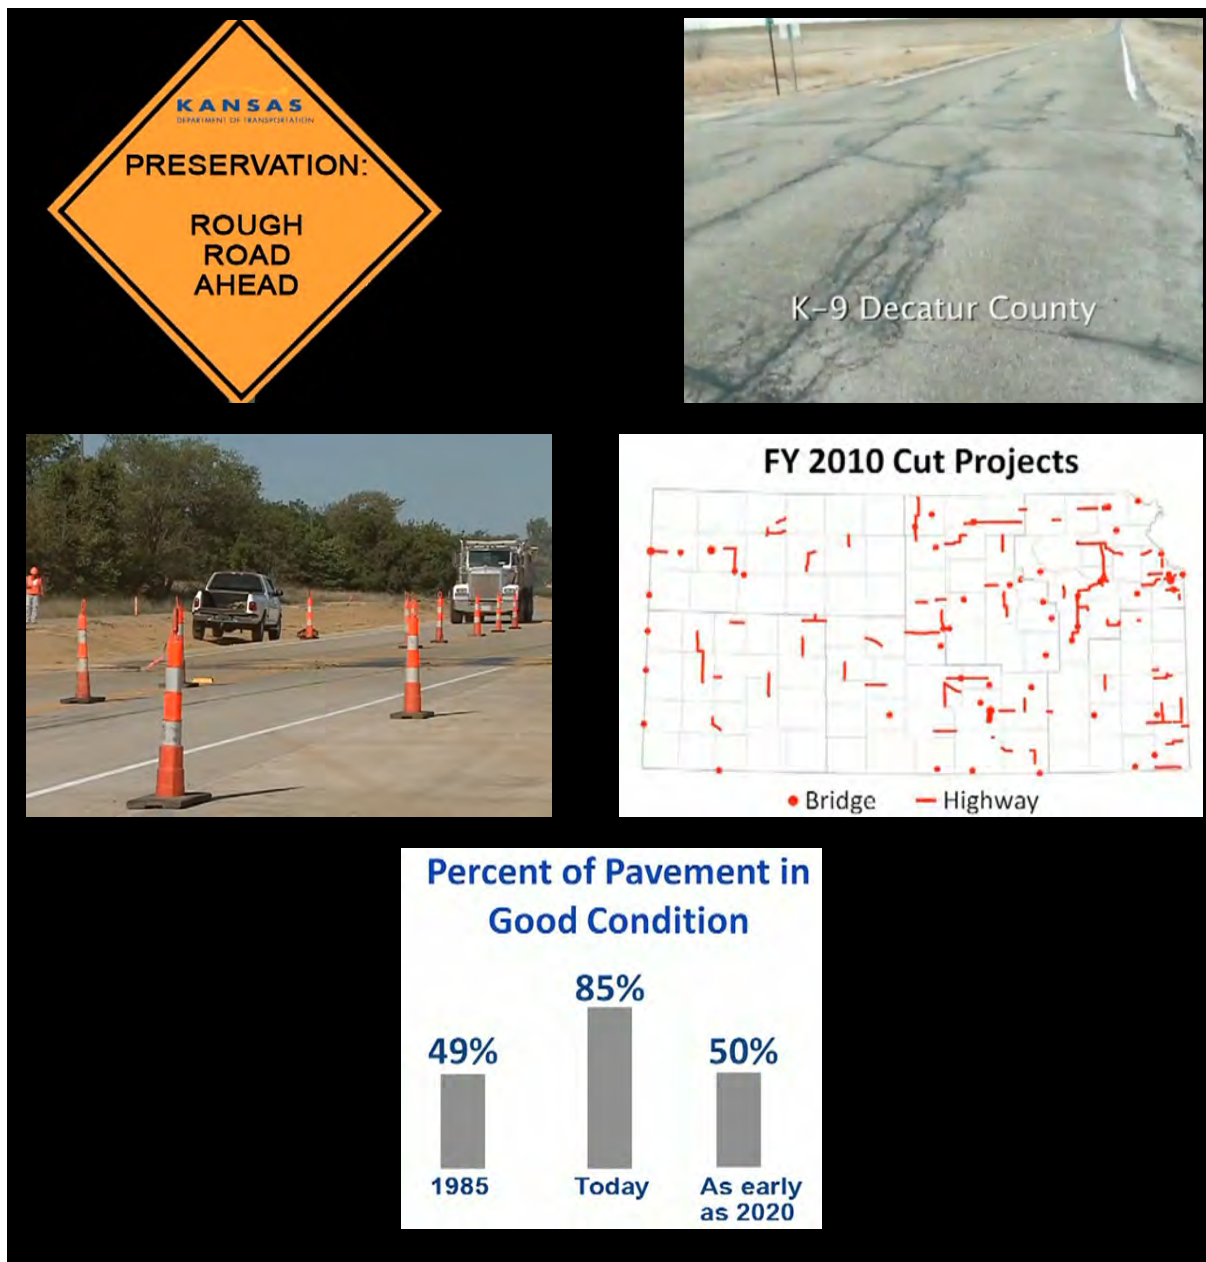 KANSAS
DEPARTMENT OF TRANSPORTATION
PRESERVATION:
ROUGH
ROAD
AHEAD
K-9 Decatur County
FY 2010 Cut Projects
Bridge
Highway
Percent of Pavement in
Good Condition
49%
85%
50%
1985
Today
As early
as 2020